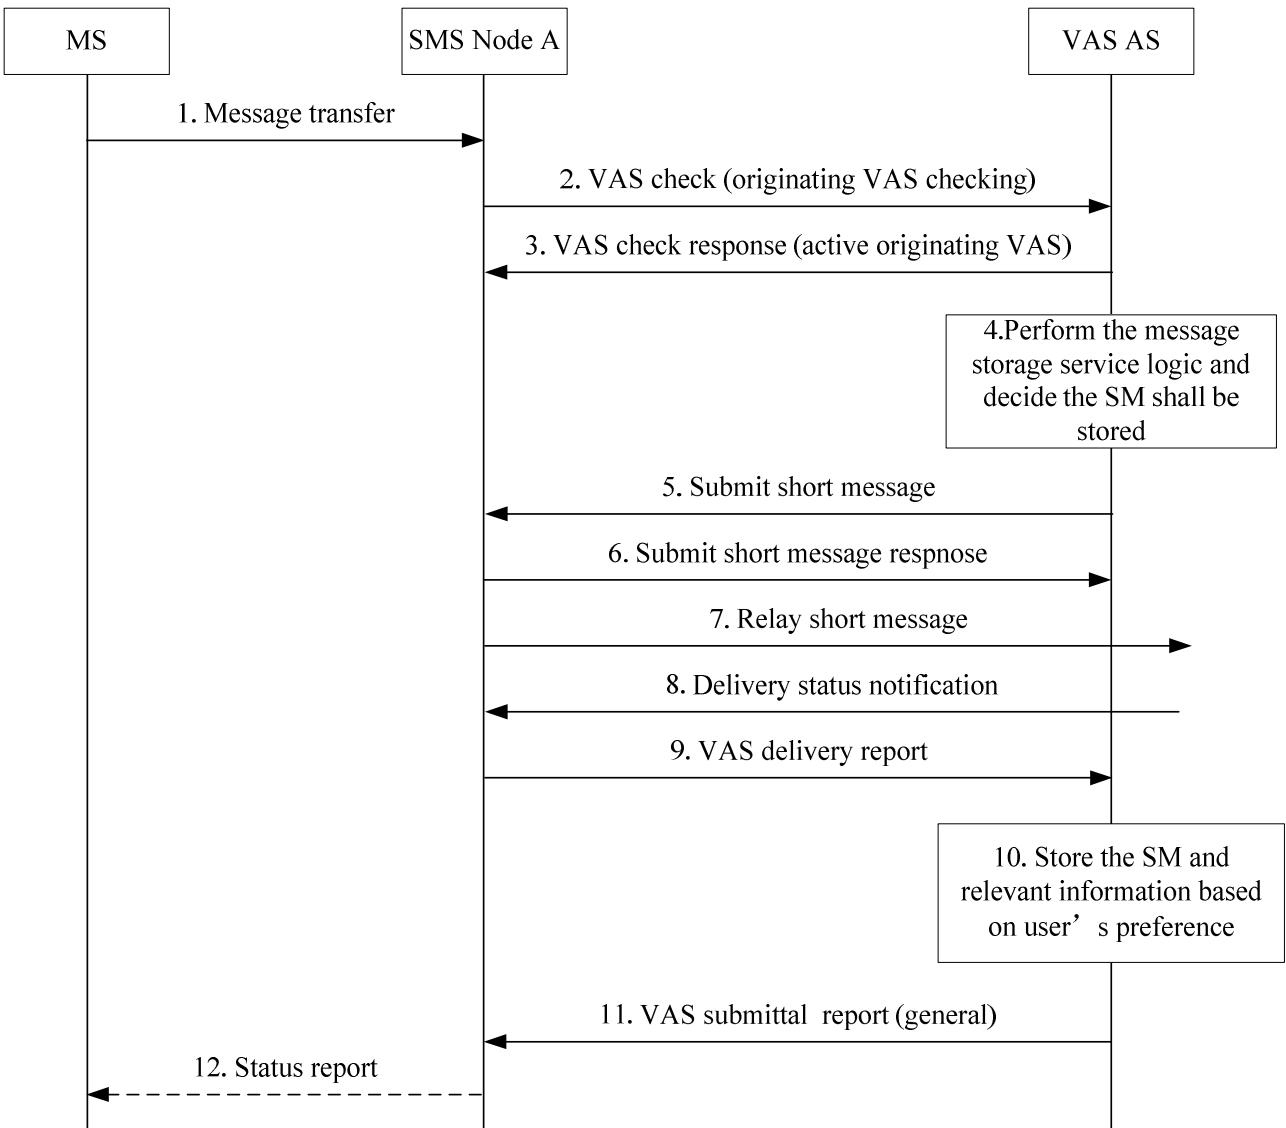 MS
SMS Node A
VAS AS
1. Message transfer
2. VAS check (originating VAS checking)
3. VAS check response (active originating VAS)
4.Perform the message
storage service logic and
decide the SM shall be
stored
5. Submit short message
6. Submit short message respnose
7. Relay short message
8. Delivery status notification
9. VAS delivery report
10. Store the SM and
relevant information based
on user’s preference
11. VAS submittal report (general)
12. Status report